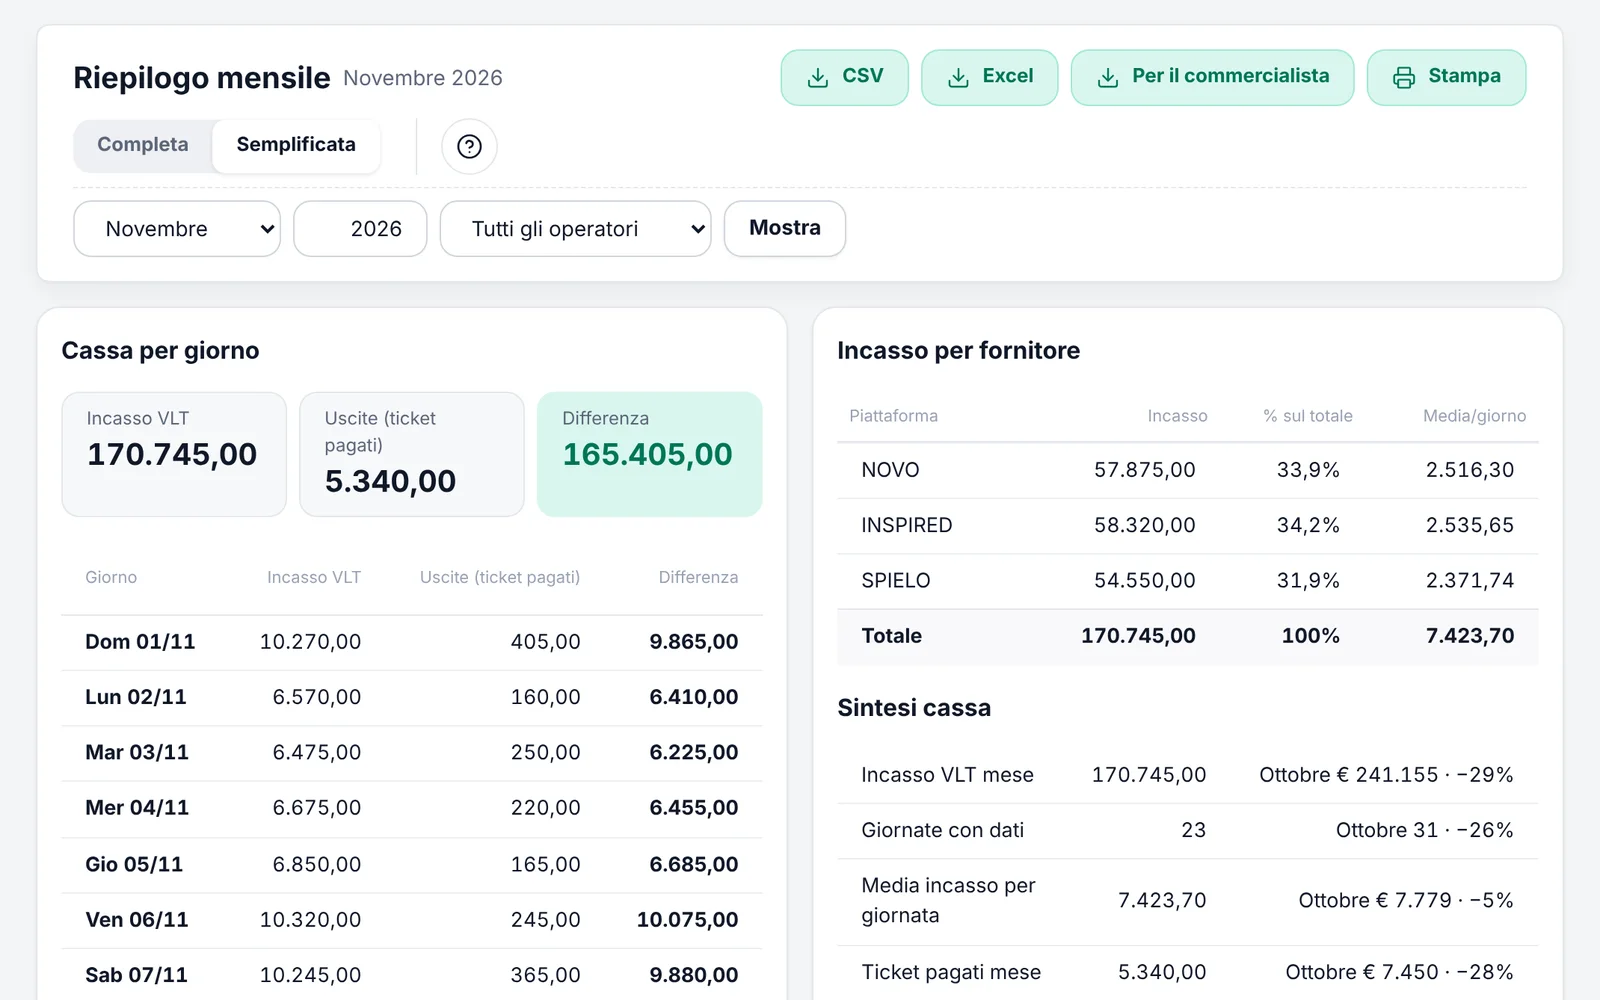 Riepilogo mensile Novembre 2026
CSV Excel Per il commercialista Stampa
Completa Semplificata
Novembre 2026 Tutti gli operatori Mostra
Cassa per giorno
Incasso VLT
170.745,00
Uscite (ticket
pagati)
5.340,00
Differenza
165.405,00
Giorno Incasso VLT Uscite (ticket pagati) Differenza
Dom 01/11 10.270,00 405,00 9.865,00
Lun 02/11 6.570,00 160,00 6.410,00
Mar 03/11 6.475,00 250,00 6.225,00
Mer 04/11 6.675,00 220,00 6.455,00
Gio 05/11 6.850,00 165,00 6.685,00
Ven 06/11 10.320,00 245,00 10.075,00
Sab 07/11 10.245,00 365,00 9.880,00
Incasso per fornitore
Piattaforma Incasso % sul totale Media/giorno
NOVO 57.875,00 33,9% 2.516,30
INSPIRED 58.320,00 34,2% 2.535,65
SPIELO 54.550,00 31,9% 2.371,74
Totale 170.745,00 100% 7.423,70
Sintesi cassa
Incasso VLT mese 170.745,00 Ottobre € 241.155 · −29%
Giornate con dati 23 Ottobre 31 · −26%
Media incasso per
giornata 7.423,70 Ottobre € 7.779 · −5%
Ticket pagati mese 5.340,00 Ottobre € 7.450 · −28%